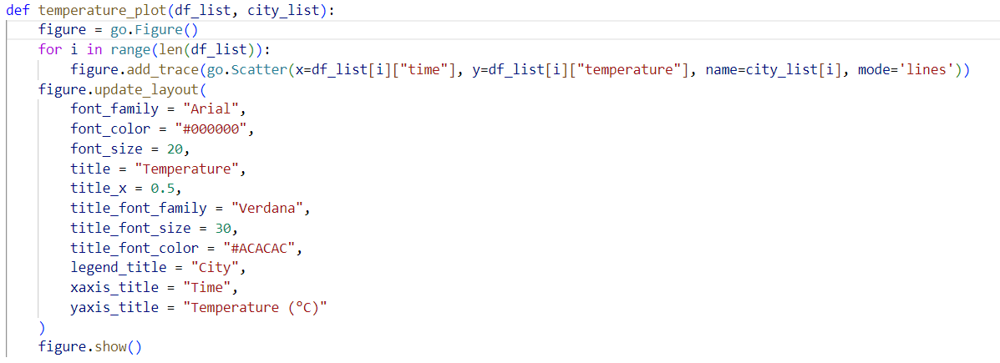 def temperature_plot(df_list, city_list):
    figure = go.Figure()
    for i in range(len(df_list)):
        figure.add_trace(go.Scatter(x=df_list[i]["time"], y=df_list[i]["temperature"], name=city_list[i], mode='lines'))
    figure.update_layout(
        font_family = "Arial",
        font_color = "#000000",
        font_size = 20,
        title = "Temperature",
        title_x = 0.5,
        title_font_family = "Verdana",
        title_font_size = 30,
        title_font_color = "#ACACAC",
        legend_title = "City",
        xaxis_title = "Time",
        yaxis_title = "Temperature (°C)"
    )
    figure.show()